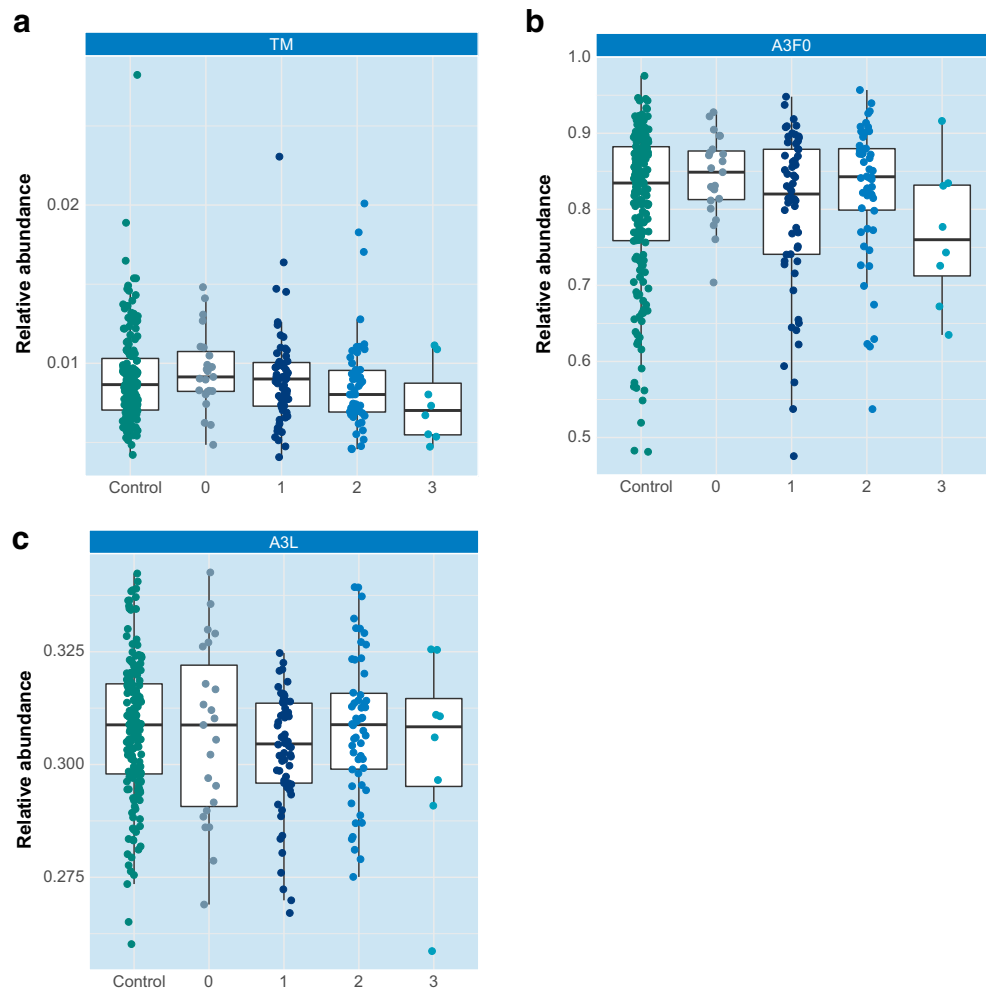 a
TM
Relative abundance
0.02
0.01
Control 0 1 2 3
b
A3F0
Relative abundance
1.0
0.9
0.8
0.7
0.6
0.5
Control 0 1 2 3
c
A3L
Relative abundance
0.325
0.300
0.275
Control 0 1 2 3